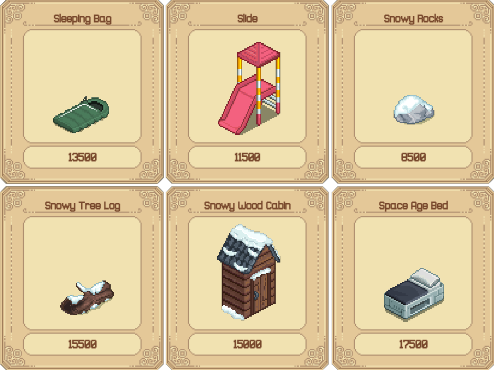 Sleeping Bag
Slide
Snowy Rocks
13500
11500
8500
Snowy Tree Log
Snowy Wood Cabin
Space Age Bed
15500
15000
17500